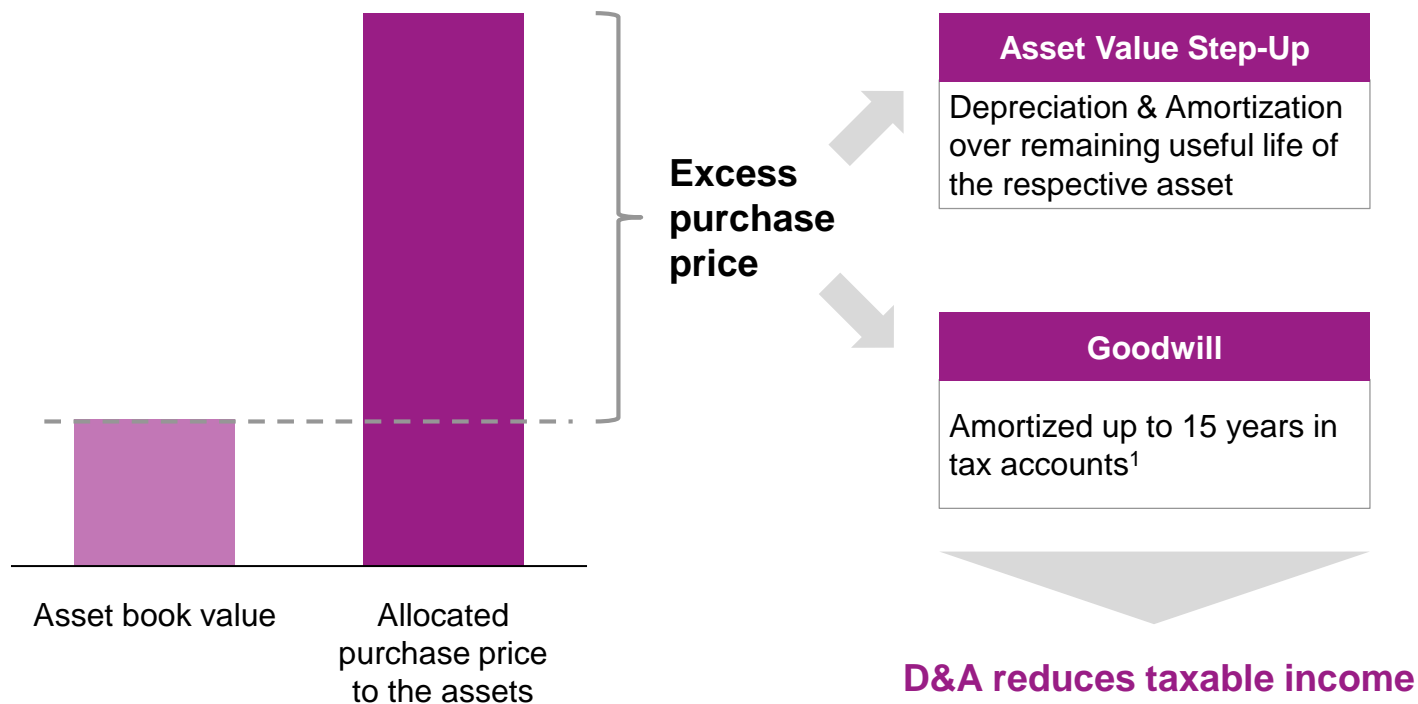 Asset Value Step-Up
Depreciation & Amortization
over remaining useful life of
the respective asset
Excess
purchase
price
Goodwill
Amortized up to 15 years in
tax accounts¹
Asset book value
Allocated
purchase price
to the assets
D&A reduces taxable income